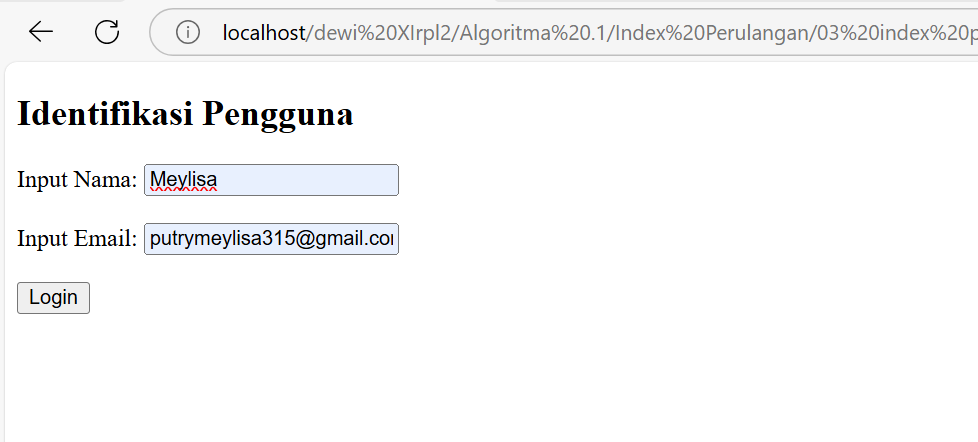 localhost/dewi%20XIrpl2/Algoritma%20.1/Index%20Perulangan/03%20index%20p
Identifikasi Pengguna
Input Nama: Meylisa
Input Email: putrymeylisa315@gmail.co
Login